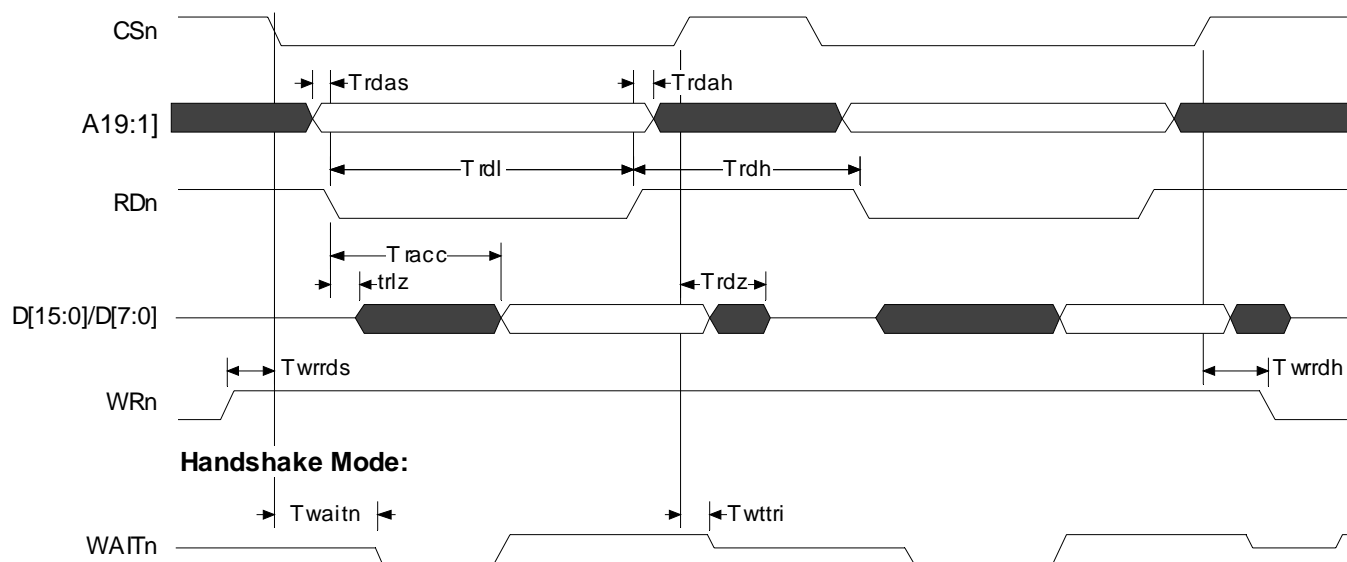 CSn
Trdas
Trdah
A19:1]
Trdl
Trdh
RDn
Tracc
trlz
Trdz
D[15:0]/D[7:0]
Twrrds
Twrrdh
WRn
Handshake Mode:
Twaitn
Twttri
WAITn